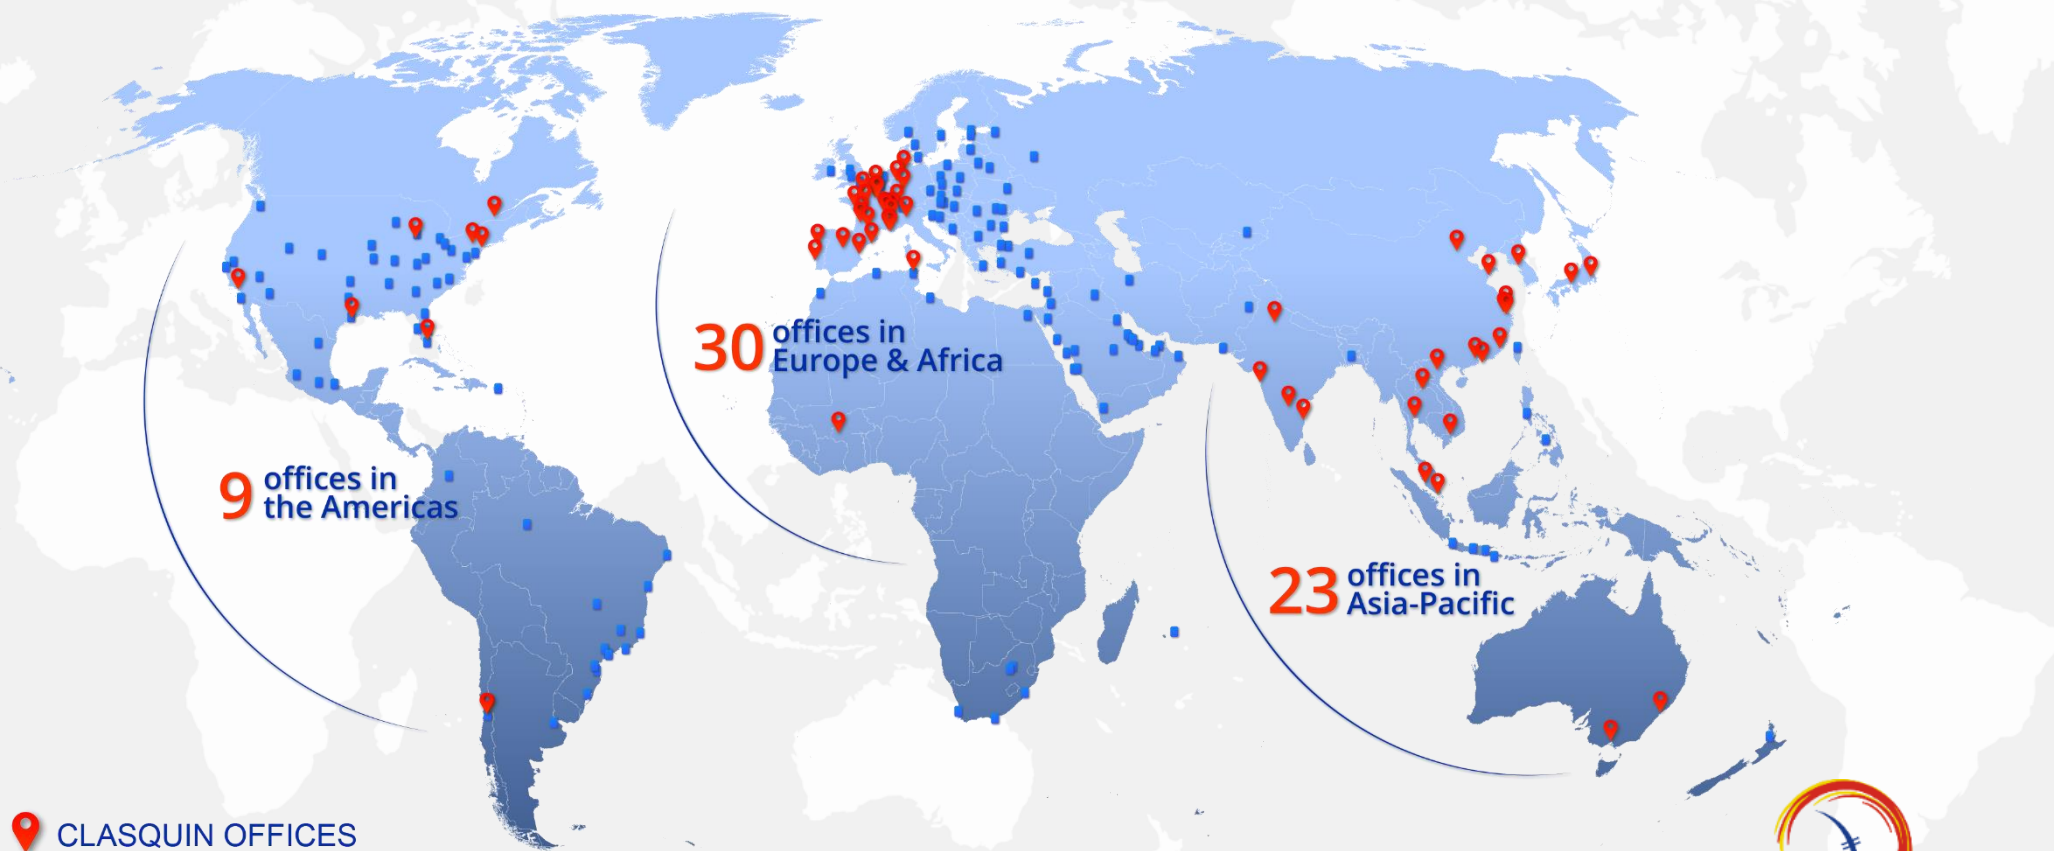 30 offices in
Europe & Africa
9 offices in
the Americas
23 offices in
Asia-Pacific
CLASQUIN OFFICES